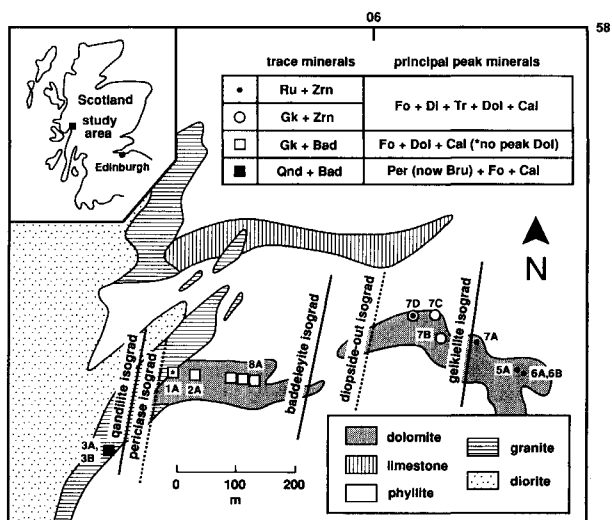 06
58
Scotland
study
area
Edinburgh
trace minerals principal peak minerals
Ru + Zrn Fo + Di + Tr + Dol + Cal
Gk + Zrn
Gk + Bad Fo + Dol + Cal (*no peak Dol)
Qnd + Bad Per (now Bru) + Fo + Cal
N
qandilite isograd
periclase isograd
baddeleyite isograd
diopside-out isograd
geikielite isograd
7D
7C
7B
7A
5A
6A,6B
8A
1A
2A
3A,
3B
0 100 200
m
dolomite
limestone
phyllite
granite
diorite